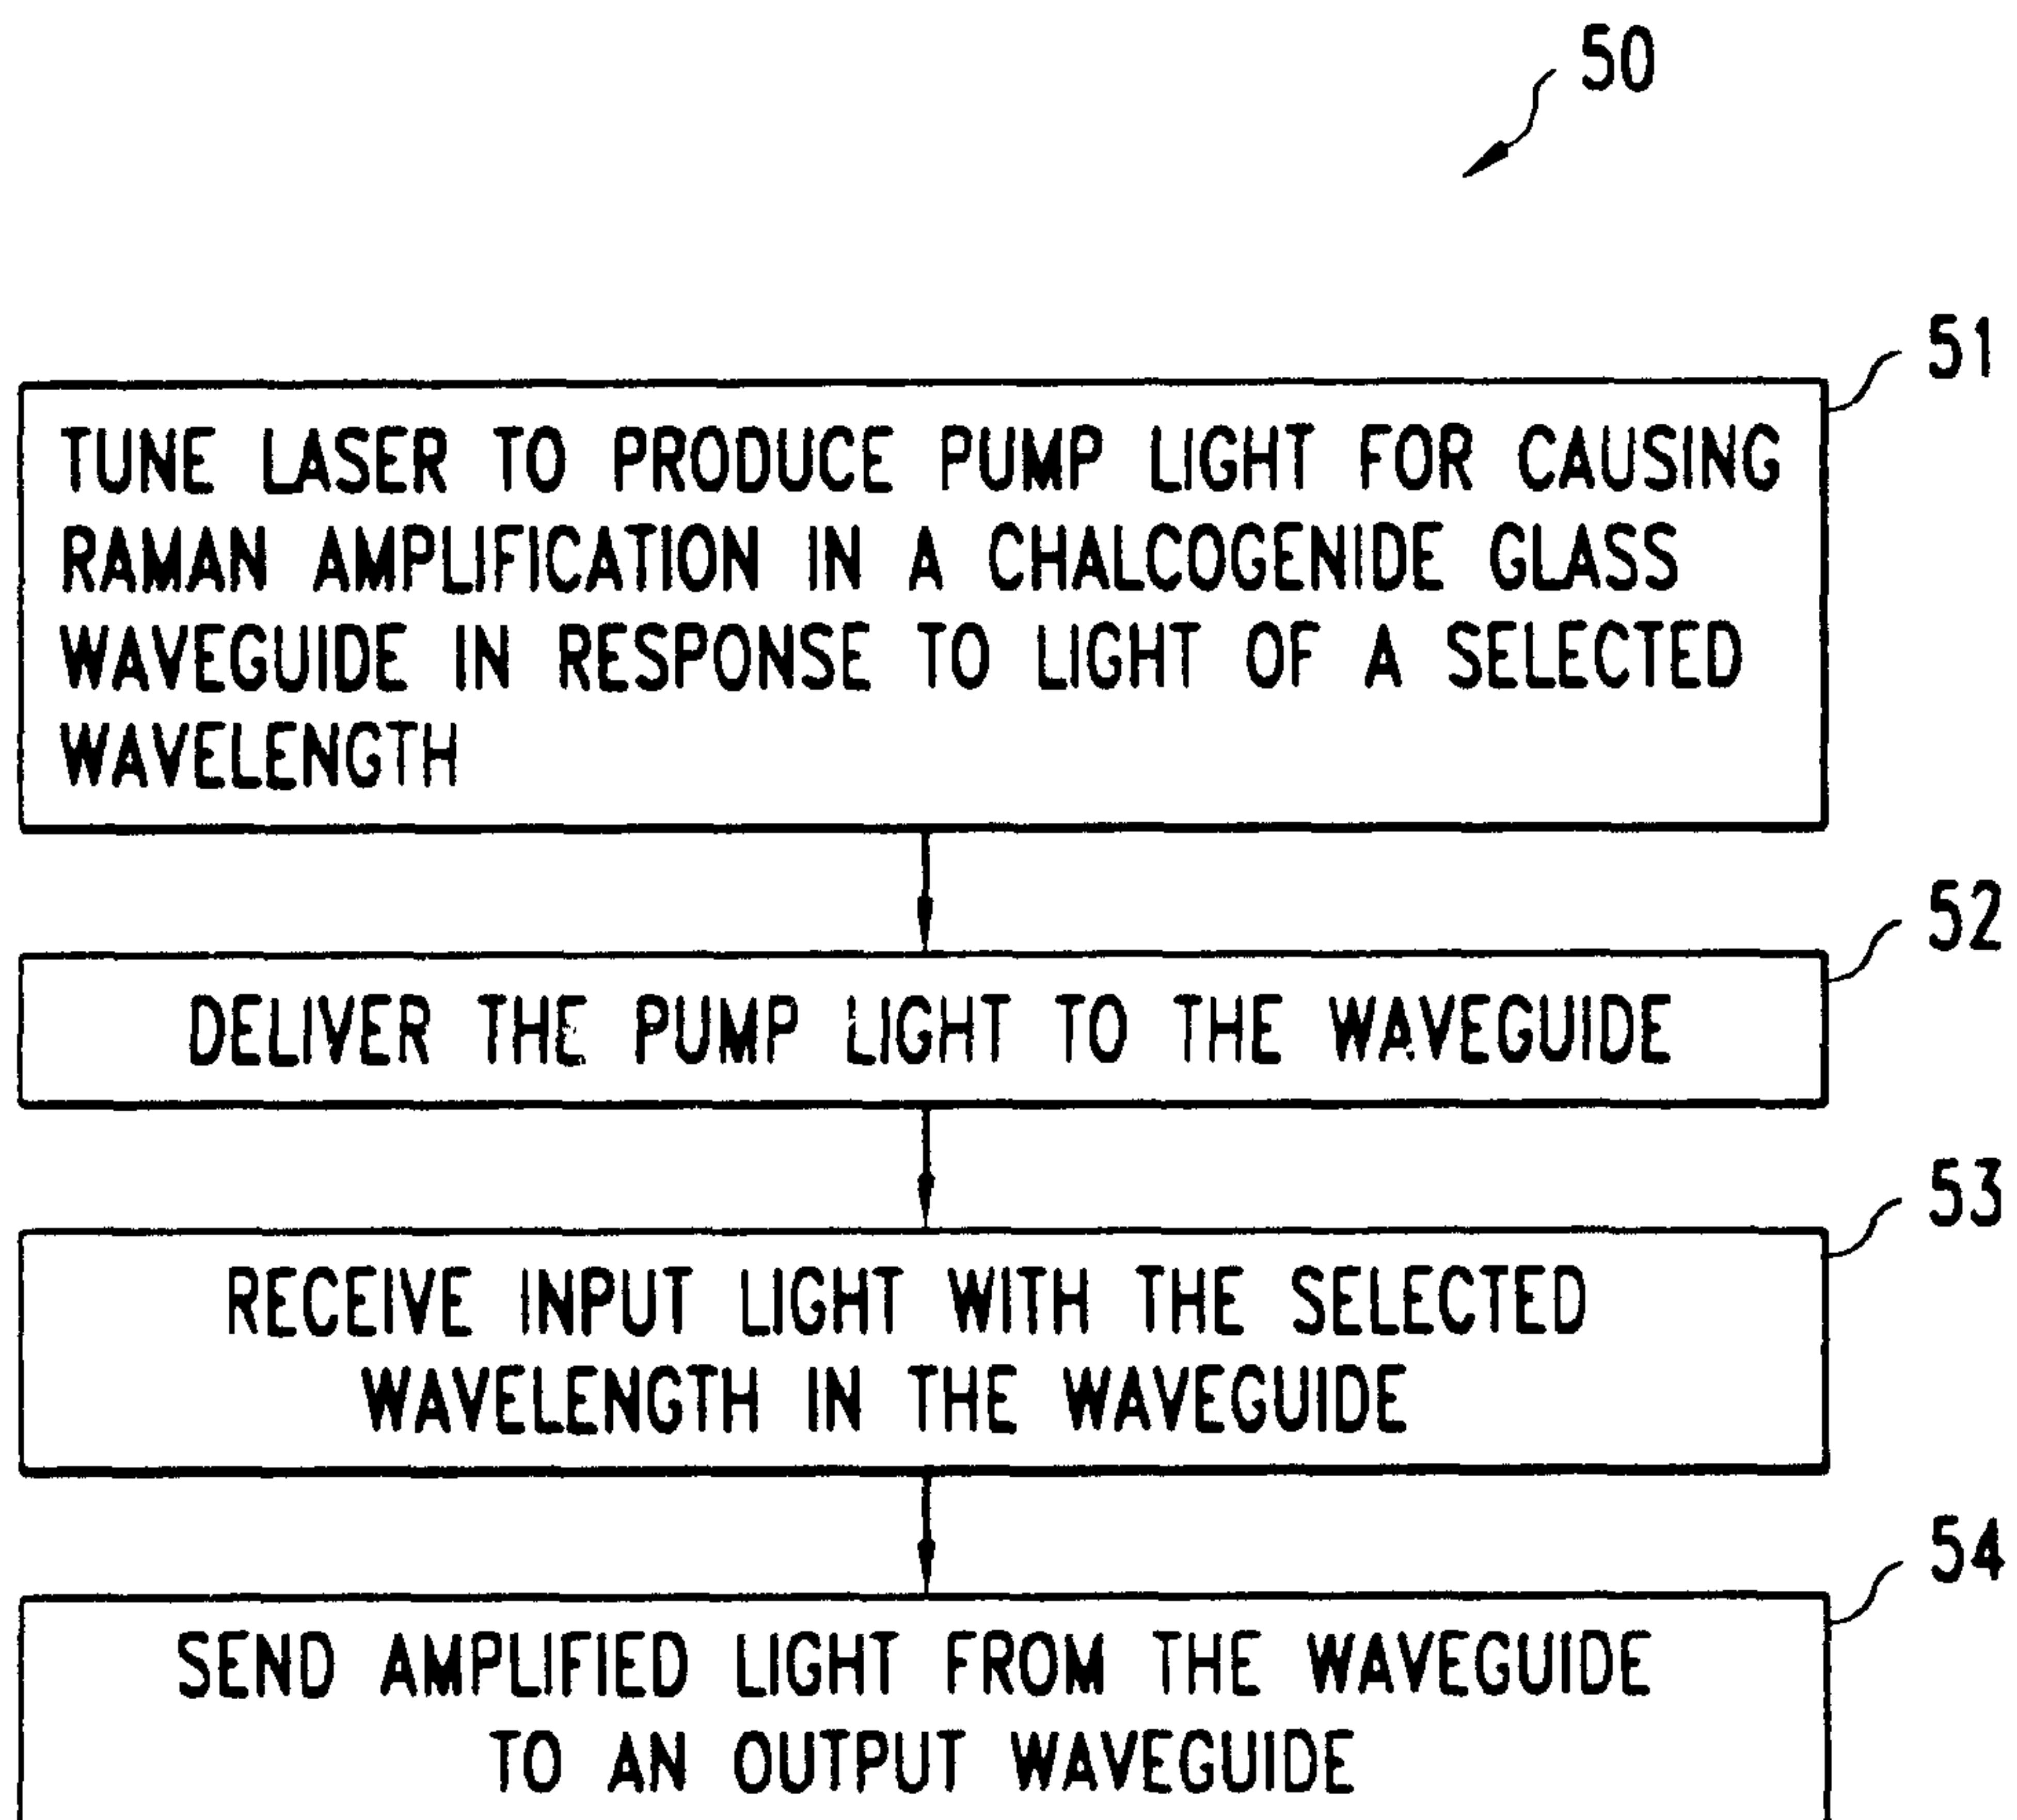 50
51
TUNE LASER TO PRODUCE PUMP LIGHT FOR CAUSING
RAMAN AMPLIFICATION IN A CHALCOGENIDE GLASS
WAVEGUIDE IN RESPONSE TO LIGHT OF A SELECTED
WAVELENGTH
52
DELIVER THE PUMP LIGHT TO THE WAVEGUIDE
53
RECEIVE INPUT LIGHT WITH THE SELECTED
WAVELENGTH IN THE WAVEGUIDE
54
SEND AMPLIFIED LIGHT FROM THE WAVEGUIDE
TO AN OUTPUT WAVEGUIDE